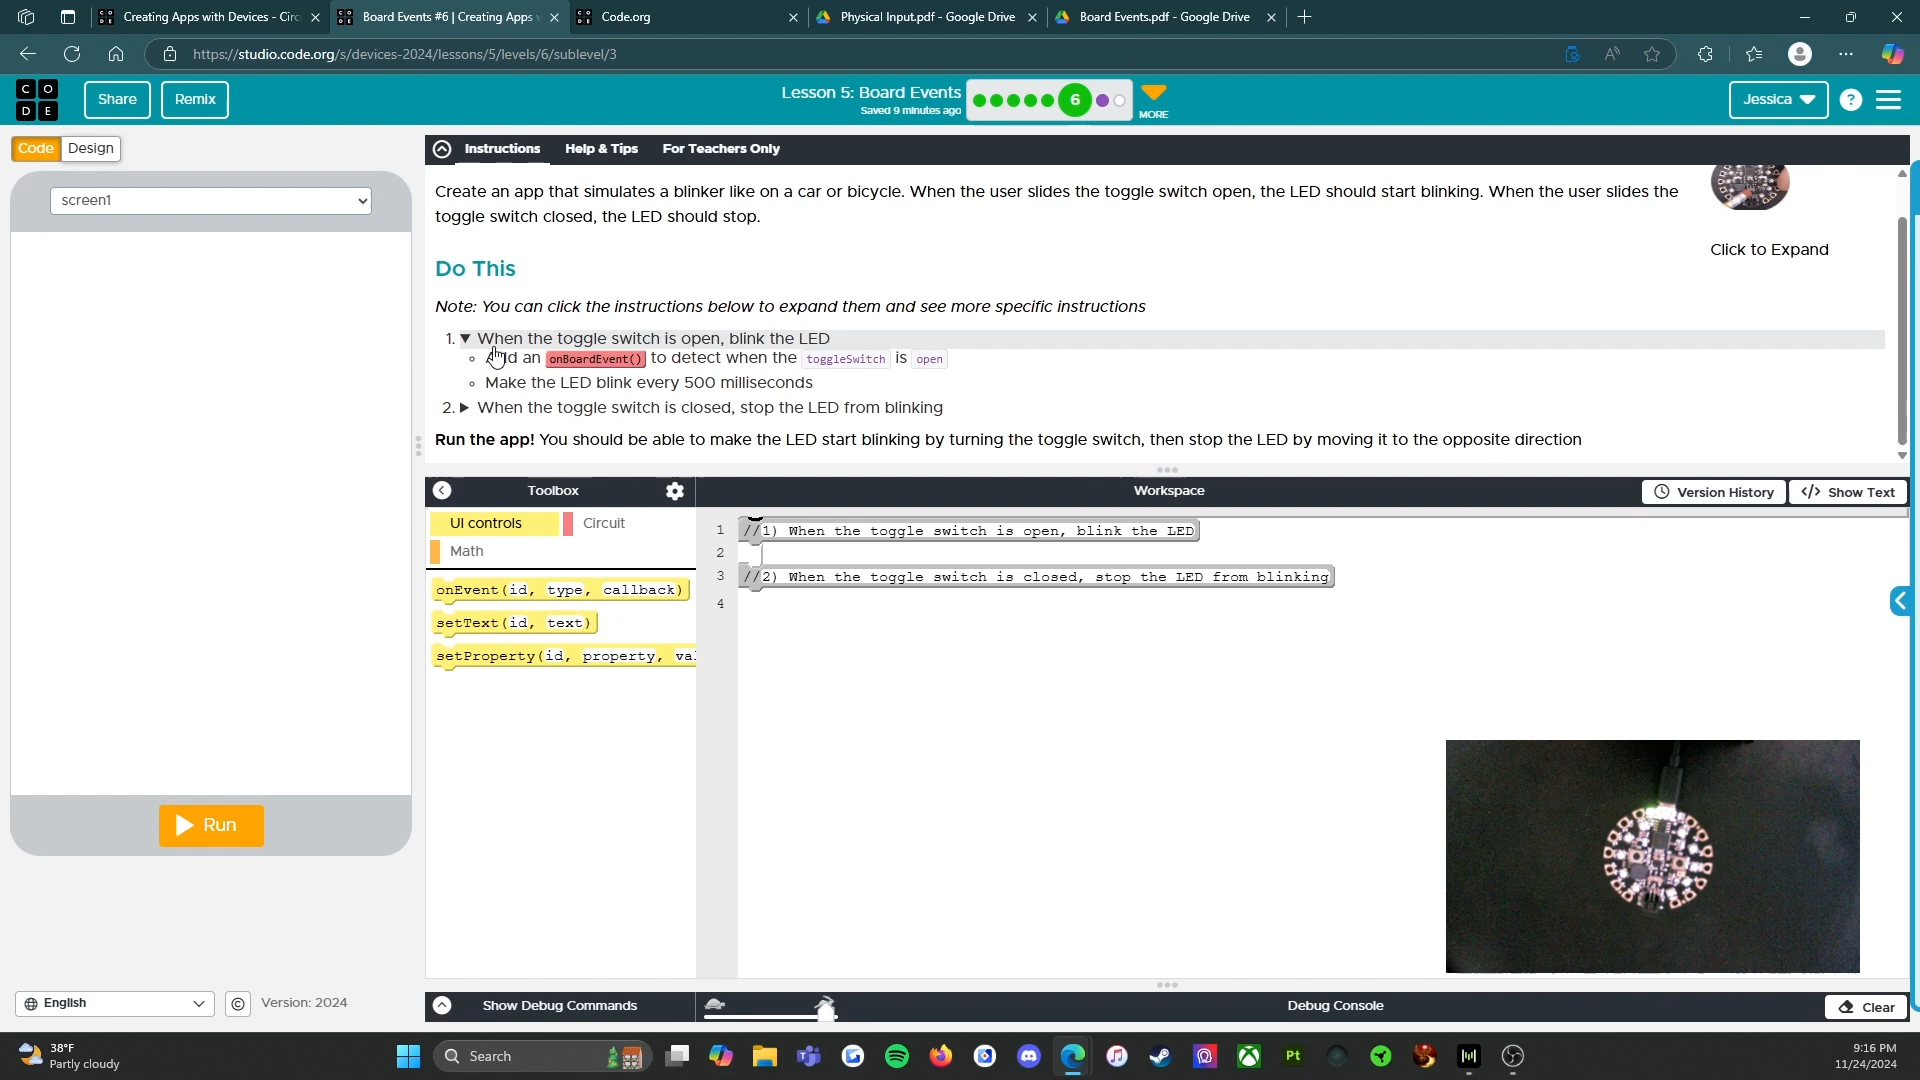 Creating Apps with Devices - Circ
Board Events #6 | Creating Apps w
Code.org
Physical Input.pdf - Google Drive
Board Events.pdf - Google Drive
https://studio.code.org/s/devices-2024/lessons/5/levels/6/sublevel/3
CODE
Share
Remix
Lesson 5: Board Events
Saved 9 minutes ago
6
MORE
Jessica
?
Code
Design
Instructions
Help & Tips
For Teachers Only
screen1
Create an app that simulates a blinker like on a car or bicycle. When the user slides the toggle switch open, the LED should start blinking. When the user slides the
toggle switch closed, the LED should stop.
Click to Expand
Do This
Note: You can click the instructions below to expand them and see more specific instructions
1. ▼ When the toggle switch is open, blink the LED
Add an onBoardEvent() to detect when the toggleSwitch is open
Make the LED blink every 500 milliseconds
2. ▶ When the toggle switch is closed, stop the LED from blinking
Run the app! You should be able to make the LED start blinking by turning the toggle switch, then stop the LED by moving it to the opposite direction
Toolbox
Workspace
Version History
</> Show Text
UI controls
Circuit
Math
1 //1) When the toggle switch is open, blink the LED
2
3 //2) When the toggle switch is closed, stop the LED from blinking
4
onEvent(id, type, callback)
setText(id, text)
setProperty(id, property, val
Run
English
© Version: 2024
Show Debug Commands
Debug Console
Clear
38°F
Partly cloudy
Search
Pt
9:16 PM
11/24/2024